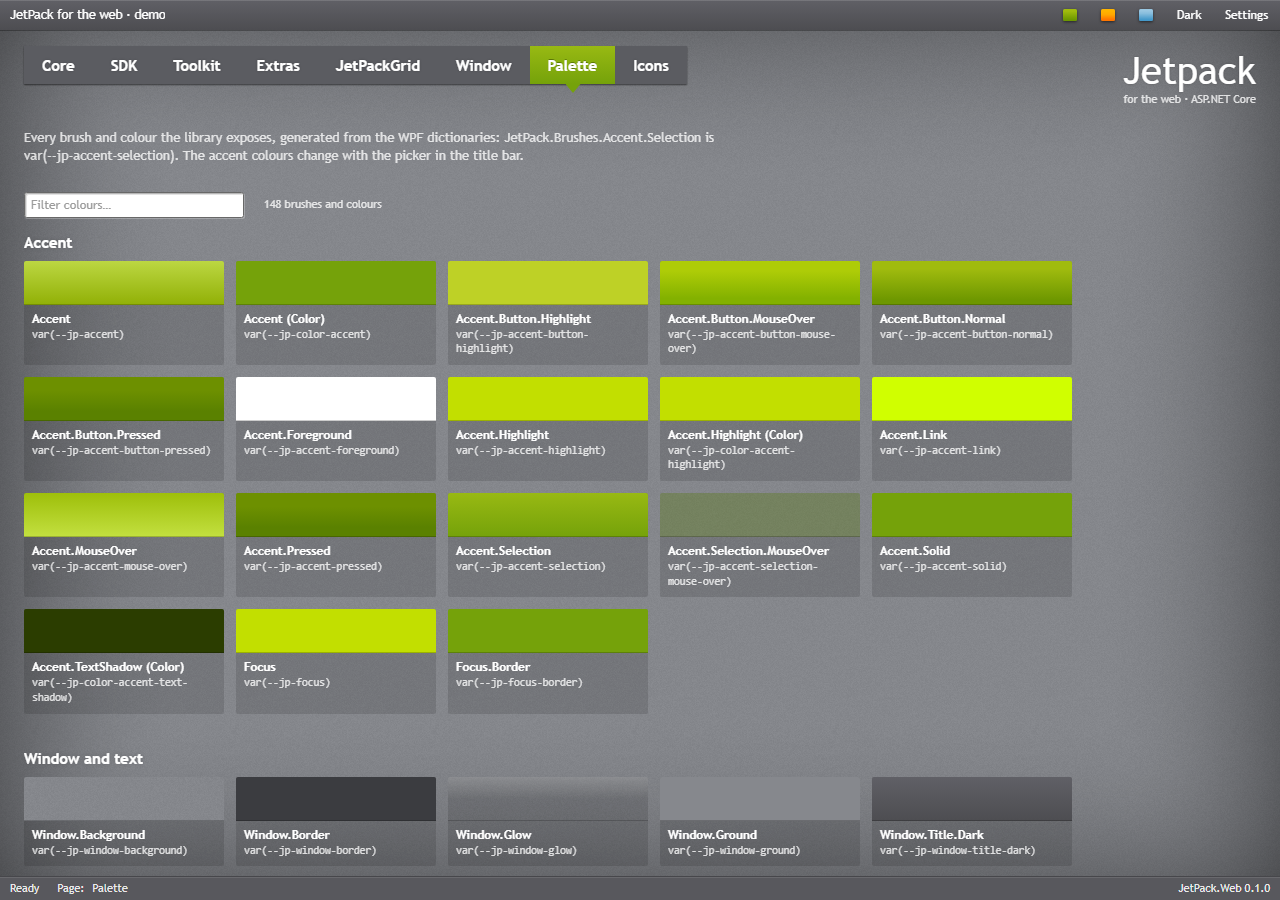 JetPack for the web · demo
Dark
Settings
Core
SDK
Toolkit
Extras
JetPackGrid
Window
Palette
Icons
Jetpack
for the web · ASP.NET Core
Every brush and colour the library exposes, generated from the WPF dictionaries: JetPack.Brushes.Accent.Selection is
var(--jp-accent-selection). The accent colours change with the picker in the title bar.
Filter colours...
148 brushes and colours
Accent
Accent
var(--jp-accent)
Accent (Color)
var(--jp-color-accent)
Accent.Button.Highlight
var(--jp-accent-button-
highlight)
Accent.Button.MouseOver
var(--jp-accent-button-mouse-
over)
Accent.Button.Normal
var(--jp-accent-button-normal)
Accent.Button.Pressed
var(--jp-accent-button-pressed)
Accent.Foreground
var(--jp-accent-foreground)
Accent.Highlight
var(--jp-accent-highlight)
Accent.Highlight (Color)
var(--jp-color-accent-
highlight)
Accent.Link
var(--jp-accent-link)
Accent.MouseOver
var(--jp-accent-mouse-over)
Accent.Pressed
var(--jp-accent-pressed)
Accent.Selection
var(--jp-accent-selection)
Accent.Selection.MouseOver
var(--jp-accent-selection-
mouse-over)
Accent.Solid
var(--jp-accent-solid)
Accent.TextShadow (Color)
var(--jp-color-accent-text-
shadow)
Focus
var(--jp-focus)
Focus.Border
var(--jp-focus-border)
Window and text
Window.Background
var(--jp-window-background)
Window.Border
var(--jp-window-border)
Window.Glow
var(--jp-window-glow)
Window.Ground
var(--jp-window-ground)
Window.Title.Dark
var(--jp-window-title-dark)
Ready
Page: Palette
JetPack.Web 0.1.0